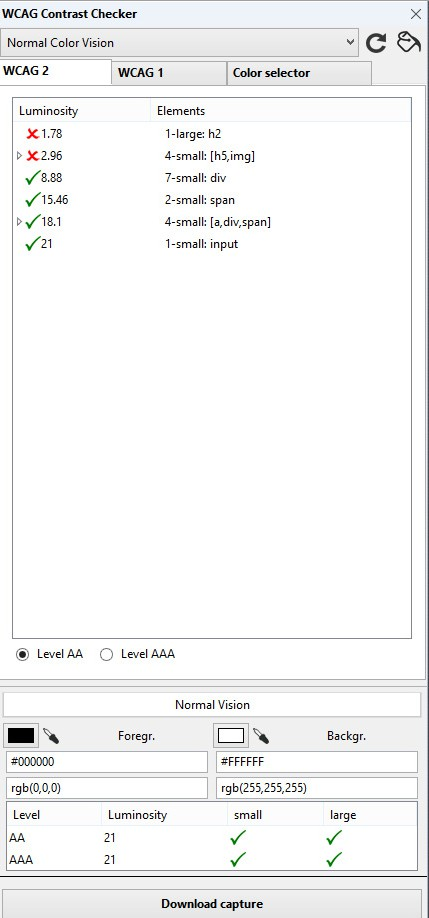 WCAG Contrast Checker
Normal Color Vision
WCAG 2 WCAG 1 Color selector
Luminosity Elements
1.78 1-large: h2
2.96 4-small: [h5,img]
8.88 7-small: div
15.46 2-small: span
18.1 4-small: [a,div,span]
21 1-small: input
Level AA Level AAA
Normal Vision
Foregr. Backgr.
#000000 #FFFFFF
rgb(0,0,0) rgb(255,255,255)
Level Luminosity small large
AA 21
AAA 21
Download capture